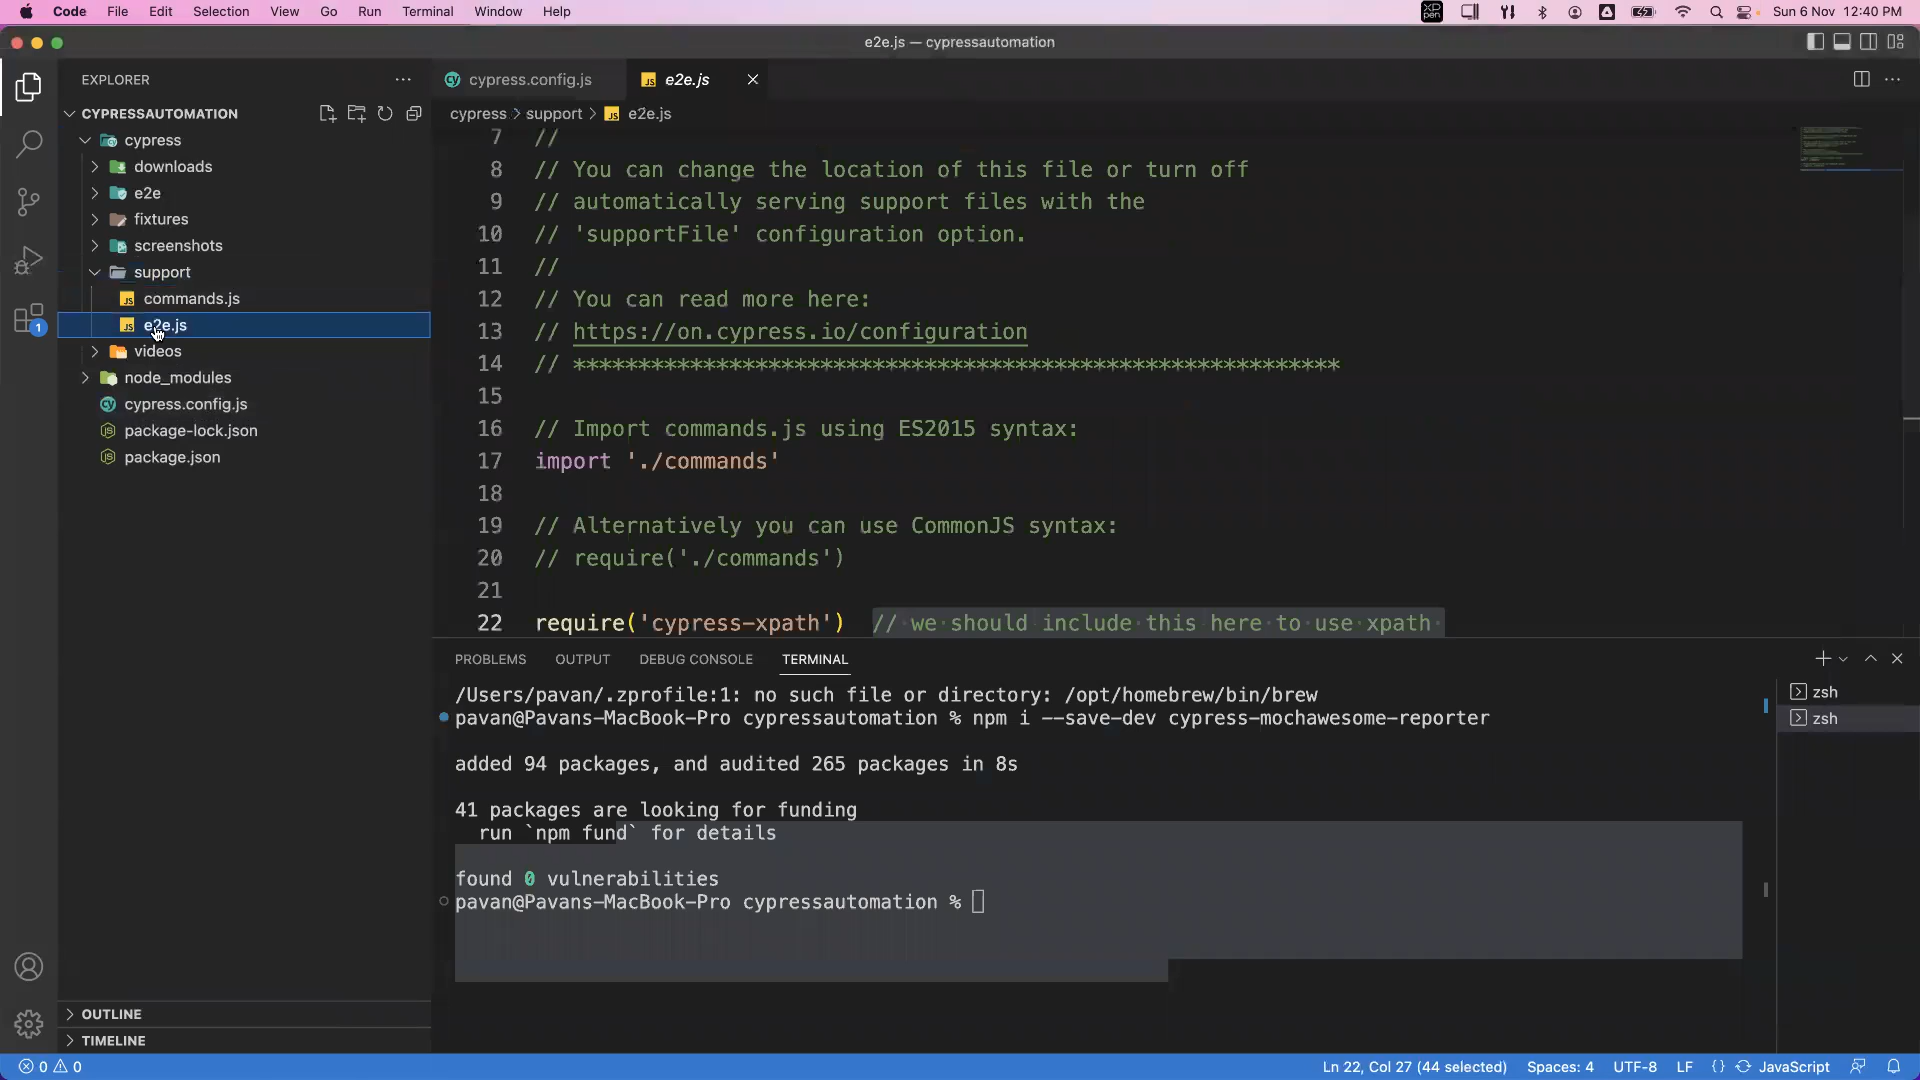 Code File Edit Selection View Go Run Terminal Window Help
XP PEN
Sun 6 Nov 12:40 PM
e2e.js — cypressautomation
EXPLORER
CYPRESSAUTOMATION
cypress
downloads
e2e
fixtures
screenshots
support
JS commands.js
JS e2e.js
videos
node_modules
cypress.config.js
package-lock.json
package.json
1
OUTLINE
TIMELINE
cypress.config.js
JS e2e.js
cypress > support > JS e2e.js
7 //
8 // You can change the location of this file or turn off
9 // automatically serving support files with the
10 // 'supportFile' configuration option.
11 //
12 // You can read more here:
13 // https://on.cypress.io/configuration
14 // ***********************************************************
15
16 // Import commands.js using ES2015 syntax:
17 import './commands'
18
19 // Alternatively you can use CommonJS syntax:
20 // require('./commands')
21
22 require('cypress-xpath') // we should include this here to use xpath
PROBLEMS OUTPUT DEBUG CONSOLE TERMINAL
/Users/pavan/.zprofile:1: no such file or directory: /opt/homebrew/bin/brew
pavan@Pavans-MacBook-Pro cypressautomation % npm i --save-dev cypress-mochawesome-reporter
added 94 packages, and audited 265 packages in 8s
41 packages are looking for funding
run `npm fund` for details
found 0 vulnerabilities
pavan@Pavans-MacBook-Pro cypressautomation %
zsh
zsh
0 0
Ln 22, Col 27 (44 selected) Spaces: 4 UTF-8 LF {} JavaScript